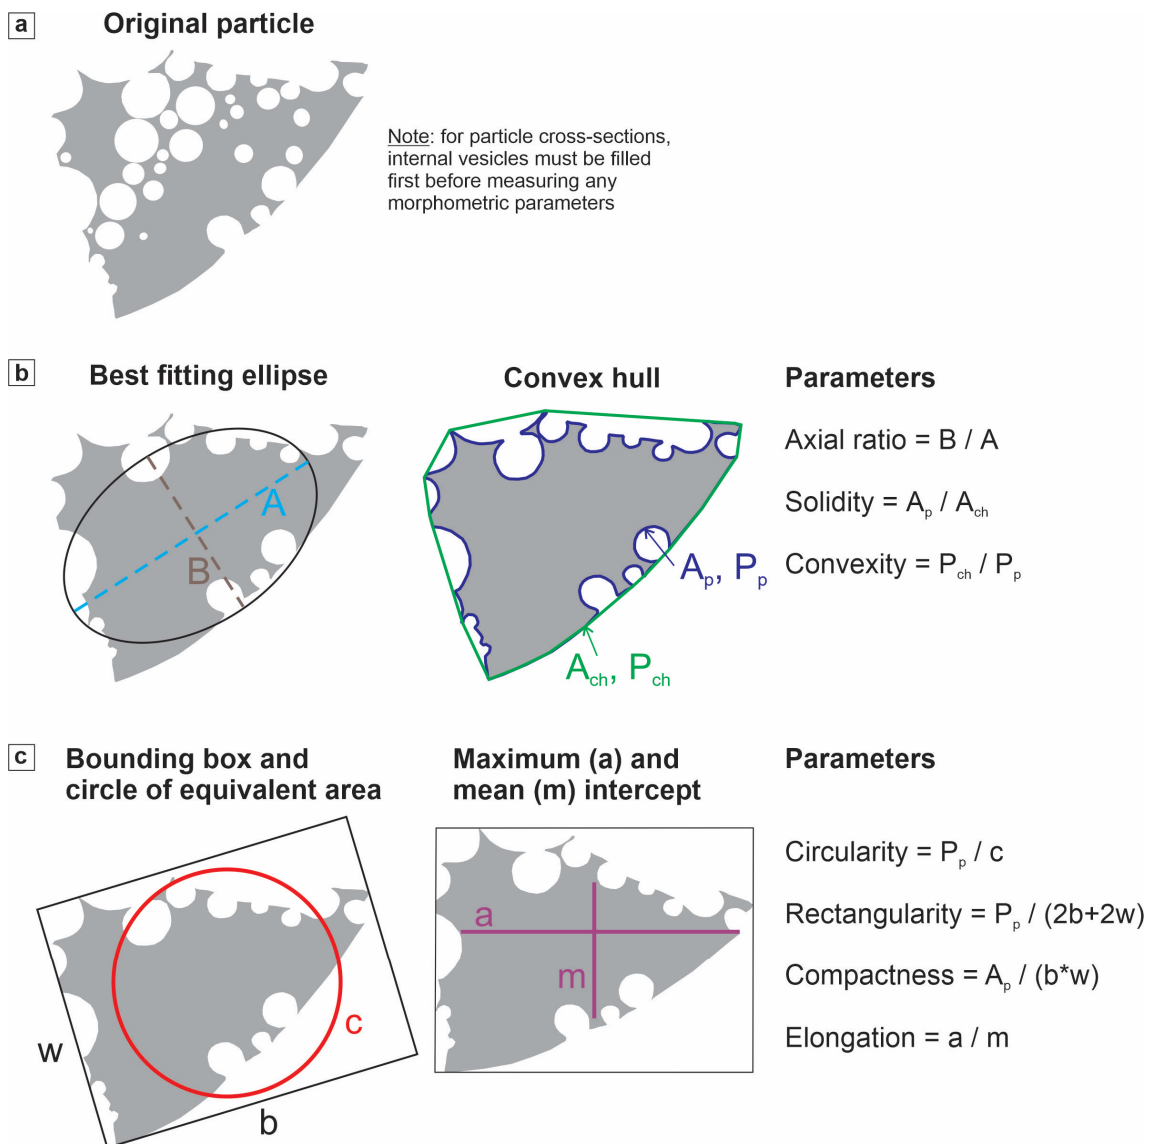 a
Original particle
Note: for particle cross-sections,
internal vesicles must be filled
first before measuring any
morphometric parameters
b
Best fitting ellipse
A
B
Convex hull
Ap, Pp
Ach, Pch
Parameters
Axial ratio = B / A
Solidity = Ap / Ach
Convexity = Pch / Pp
c
Bounding box and
circle of equivalent area
w
c
b
Maximum (a) and
mean (m) intercept
a
m
Parameters
Circularity = Pp / c
Rectangularity = Pp / (2b+2w)
Compactness = Ap / (b*w)
Elongation = a / m